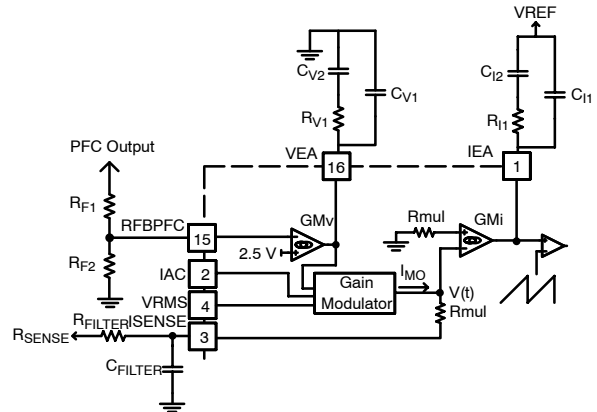 VREF
CV2
CV1
RV1
CI2
CI1
RI1
PFC Output
VEA
16
IEA
1
RF1
RFBPFC
15
GMv
2.5 V
Rmul
GMi
RF2
IAC
2
Gain
Modulator
IMO
VRMS
4
V(t)
Rmul
RSENSE
RFILTER
ISENSE
3
CFILTER